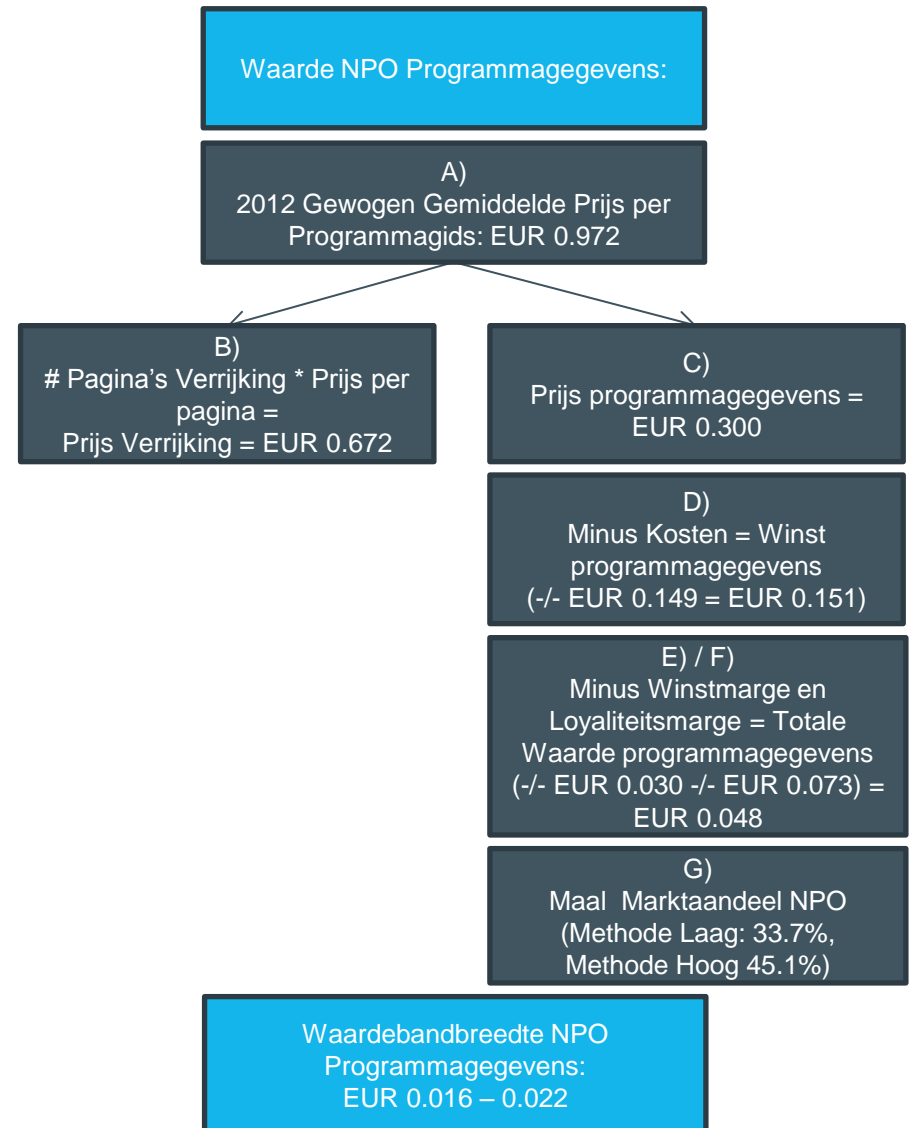 Waarde NPO Programmagegevens:
A)
2012 Gewogen Gemiddelde Prijs per
Programmagids: EUR 0.972
B)
# Pagina's Verrijking * Prijs per
pagina =
Prijs Verrijking = EUR 0.672
C)
Prijs programmagegevens =
EUR 0.300
D)
Minus Kosten = Winst
programmagegevens
(-/- EUR 0.149 = EUR 0.151)
E) / F)
Minus Winstmarge en
Loyaliteitsmarge = Totale
Waarde programmagegevens
(-/- EUR 0.030 -/- EUR 0.073) =
EUR 0.048
G)
Maal  Marktaandeel NPO
(Methode Laag: 33.7%,
Methode Hoog 45.1%)
Waardebandbreedte NPO
Programmagegevens:
EUR 0.016 – 0.022